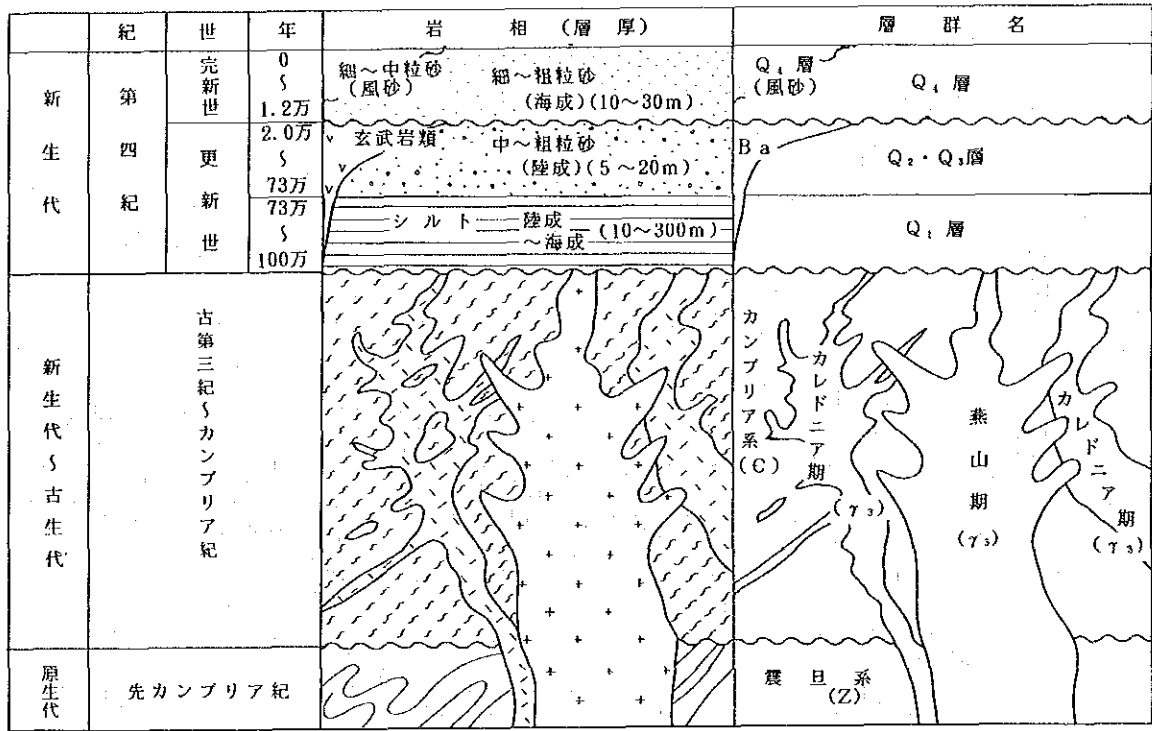 紀 世 年 岩 相 (層 厚) 層 群 名
新生代
第四紀
完新世
0
〜
1.2万
細〜中粒砂
(風砂)
細〜粗粒砂
(海成)(10〜30m)
Q₄ 層
(風砂)
Q₄ 層
更新世
2.0万
〜
73万
玄武岩類
中〜粗粒砂
(陸成)(5〜20m)
Ba
Q₂・Q₃層
73万
〜
100万
シルト
陸成
〜海成
(10〜300m)
Q₁ 層
新生代〜古生代
古第三紀〜カンブリア紀
カンブリア系
(Є)
カレドニア期
(γ₃)
燕山期
(γ₅)
カレドニア期
(γ₃)
原生代
先カンブリア紀
震旦系
(Z)